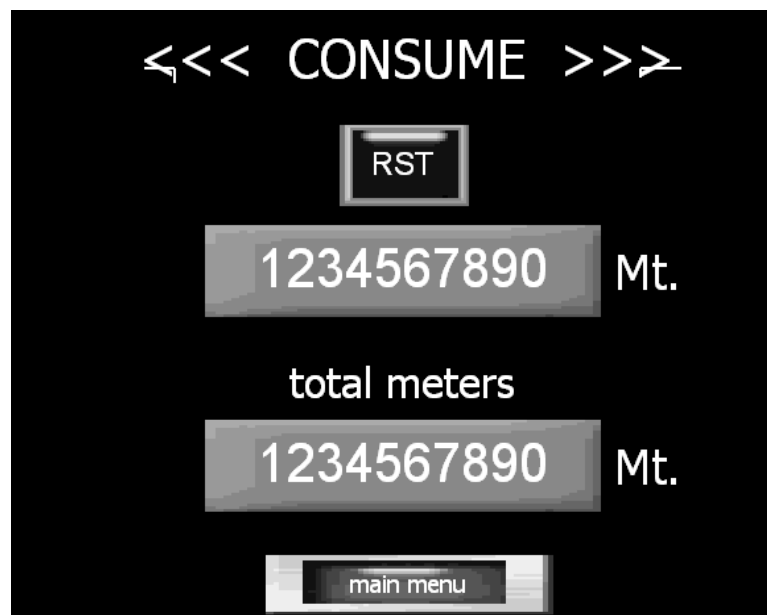 <<< CONSUME >>>
RST
1234567890 Mt.
total meters
1234567890 Mt.
main menu